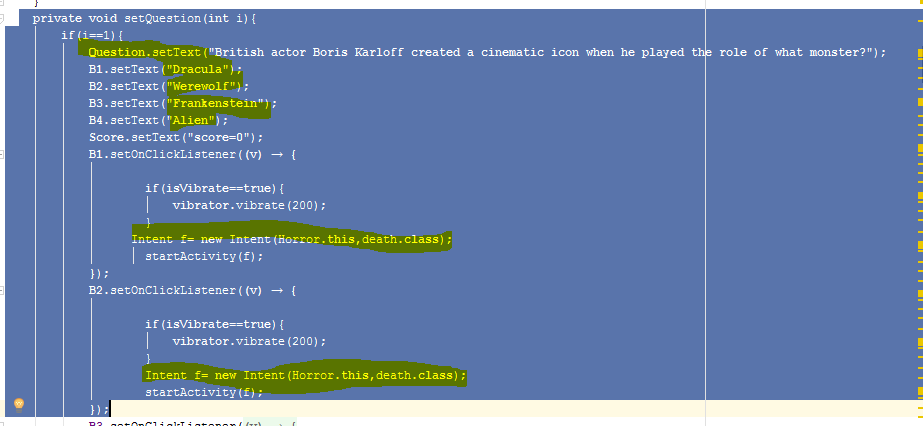 }
private void setQuestion(int i){
if(i==1){
Question.setText("British actor Boris Karloff created a cinematic icon when he played the role of what monster?");
B1.setText("Dracula");
B2.setText("Werewolf");
B3.setText("Frankenstein");
B4.setText("Alien");
Score.setText("score=0");
B1.setOnClickListener((v) → {
if(isVibrate==true){
vibrator.vibrate(200);
}
Intent f= new Intent(Horror.this,death.class);
startActivity(f);
});
B2.setOnClickListener((v) → {
if(isVibrate==true){
vibrator.vibrate(200);
}
Intent f= new Intent(Horror.this,death.class);
startActivity(f);
});
B3.setOnClickListener((v) → {